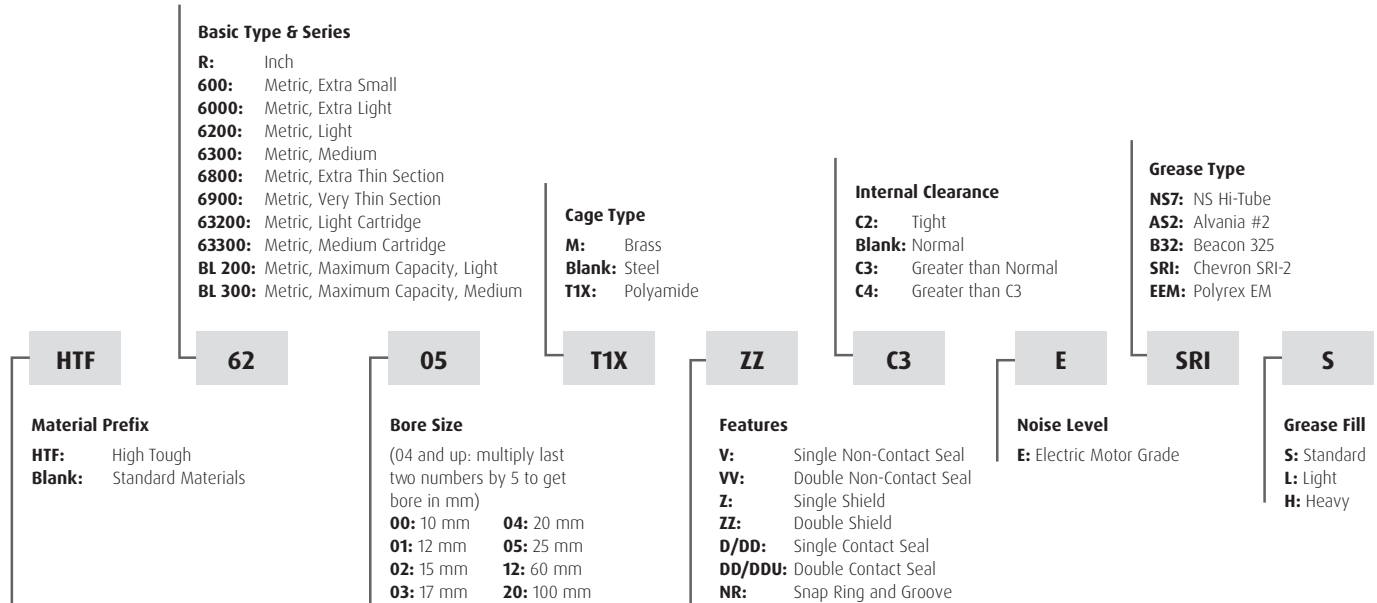 Basic Type & Series
R: Inch
600: Metric, Extra Small
6000: Metric, Extra Light
6200: Metric, Light
6300: Metric, Medium
6800: Metric, Extra Thin Section
6900: Metric, Very Thin Section
63200: Metric, Light Cartridge
63300: Metric, Medium Cartridge
BL 200: Metric, Maximum Capacity, Light
BL 300: Metric, Maximum Capacity, Medium
Cage Type
M: Brass
Blank: Steel
T1X: Polyamide
Internal Clearance
C2: Tight
Blank: Normal
C3: Greater than Normal
C4: Greater than C3
Grease Type
NS7: NS Hi-Tube
AS2: Alvania #2
B32: Beacon 325
SRI: Chevron SRI-2
EEM: Polyrex EM
HTF 62 05 T1X ZZ C3 E SRI S
Material Prefix
HTF: High Tough
Blank: Standard Materials
Bore Size
(04 and up: multiply last
two numbers by 5 to get
bore in mm)
00: 10 mm 04: 20 mm
01: 12 mm 05: 25 mm
02: 15 mm 12: 60 mm
03: 17 mm 20: 100 mm
Features
V: Single Non-Contact Seal
VV: Double Non-Contact Seal
Z: Single Shield
ZZ: Double Shield
D/DD: Single Contact Seal
DD/DDU: Double Contact Seal
NR: Snap Ring and Groove
Noise Level
E: Electric Motor Grade
Grease Fill
S: Standard
L: Light
H: Heavy